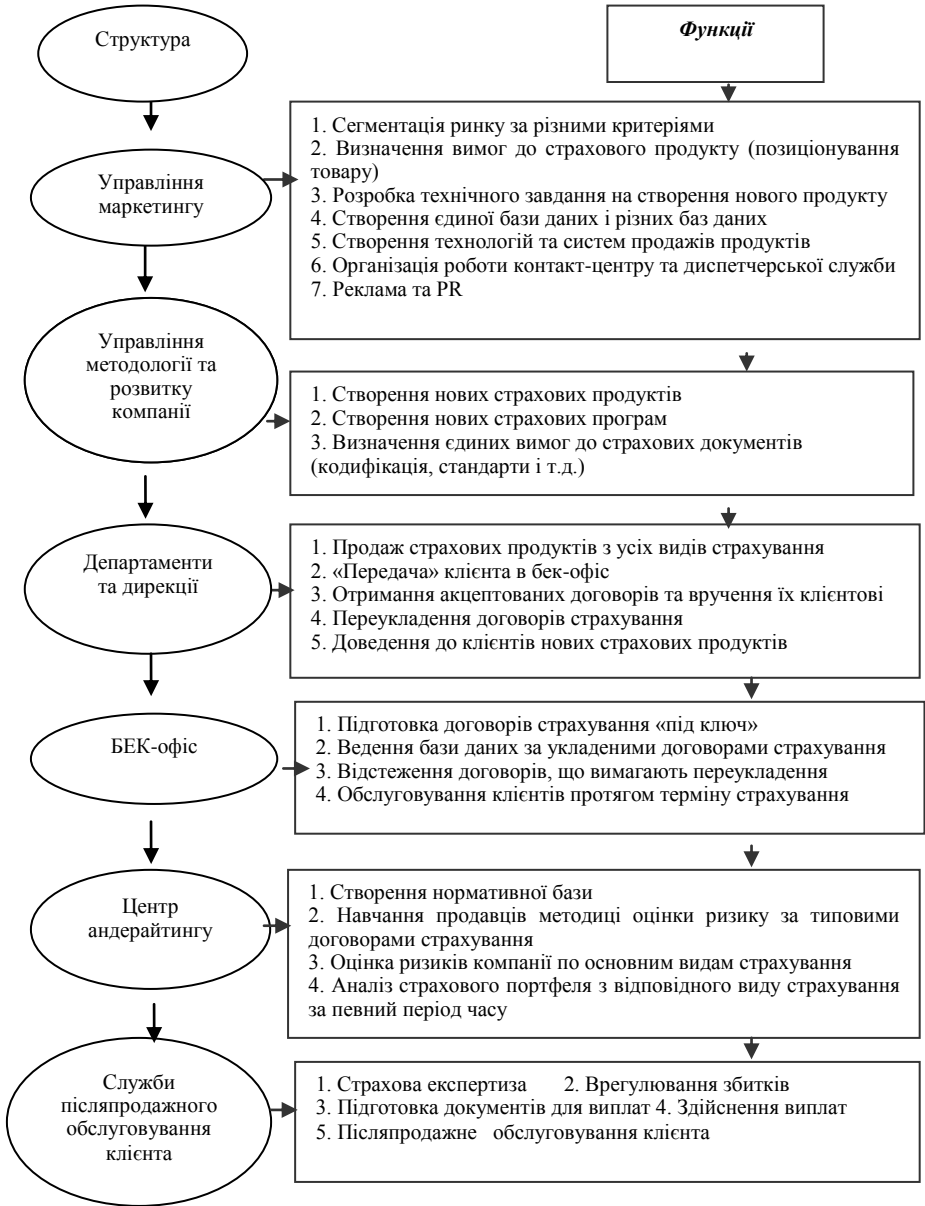 Структура
Функції
1. Сегментація ринку за різними критеріями
2. Визначення вимог до страхового продукту (позиціонування
товару)
3. Розробка технічного завдання на створення нового продукту
4. Створення єдиної бази даних і різних баз даних
5. Створення технологій та систем продажів продуктів
6. Організація роботи контакт-центру та диспетчерської служби
7. Реклама та PR
Управління
маркетингу
Управління
методології та
розвитку
компанії
1. Створення нових страхових продуктів
2. Створення нових страхових програм
3. Визначення єдиних вимог до страхових документів
(кодифікація, стандарти і т.д.)
Департаменти
та дирекції
1. Продаж страхових продуктів з усіх видів страхування
2. «Передача» клієнта в бек-офіс
3. Отримання акцептованих договорів та вручення їх клієнтові
4. Переукладення договорів страхування
5. Доведення до клієнтів нових страхових продуктів
БЕК-офіс
1. Підготовка договорів страхування «під ключ»
2. Ведення бази даних за укладеними договорами страхування
3. Відстеження договорів, що вимагають переукладення
4. Обслуговування клієнтів протягом терміну страхування
Центр
андерайтингу
1. Створення нормативної бази
2. Навчання продавців методиці оцінки ризику за типовими
договорами страхування
3. Оцінка ризиків компанії по основним видам страхування
4. Аналіз страхового портфеля з відповідного виду страхування
за певний період часу
Служби
післяпродажного
обслуговування
клієнта
1. Страхова експертиза 2. Врегулювання збитків
3. Підготовка документів для виплат 4. Здійснення виплат
5. Післяпродажне обслуговування клієнта